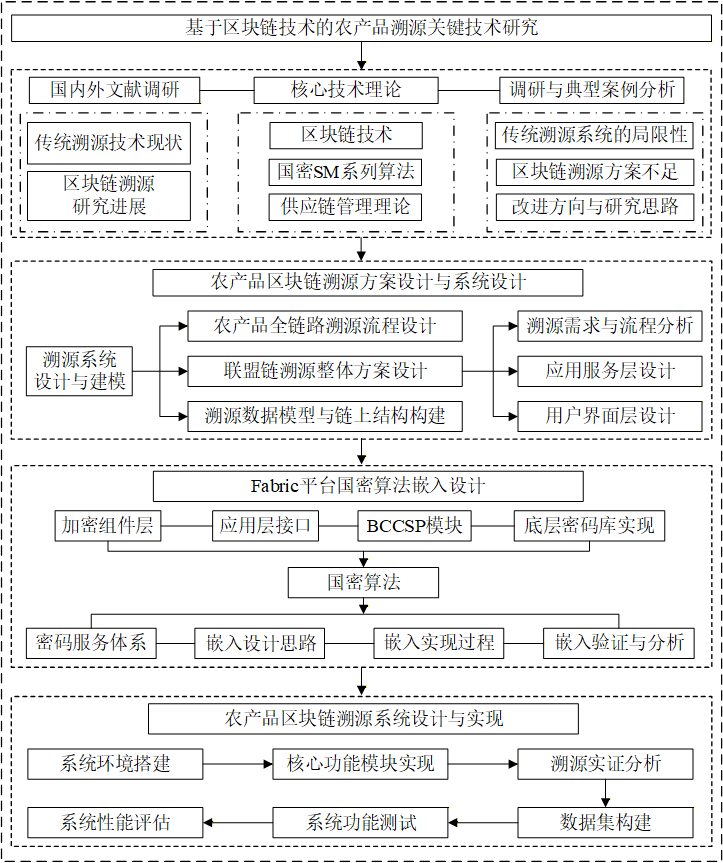 基于区块链技术的农产品溯源关键技术研究
国内外文献调研
核心技术理论
调研与典型案例分析
传统溯源技术现状
区块链溯源
研究进展
区块链技术
国密SM系列算法
供应链管理理论
传统溯源系统的局限性
区块链溯源方案不足
改进方向与研究思路
农产品区块链溯源方案设计与系统设计
溯源系统
设计与建模
农产品全链路溯源流程设计
联盟链溯源整体方案设计
溯源数据模型与链上结构构建
溯源需求与流程分析
应用服务层设计
用户界面层设计
Fabric平台国密算法嵌入设计
加密组件层
应用层接口
BCCSP模块
底层密码库实现
国密算法
密码服务体系
嵌入设计思路
嵌入实现过程
嵌入验证与分析
农产品区块链溯源系统设计与实现
系统环境搭建
核心功能模块实现
溯源实证分析
系统性能评估
系统功能测试
数据集构建